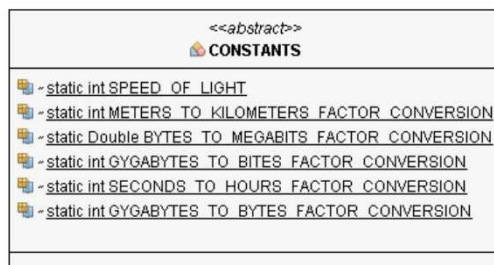 <<abstract>>
CONSTANTS
~ static int SPEED_OF_LIGHT
~ static int METERS_TO_KILOMETERS_FACTOR_CONVERSION
~ static Double BYTES_TO_MEGABITS_FACTOR_CONVERSION
~ static int GYGABYTES_TO_BITES_FACTOR_CONVERSION
~ static int SECONDS_TO_HOURS_FACTOR_CONVERSION
~ static int GYGABYTES_TO_BYTES_FACTOR_CONVERSION